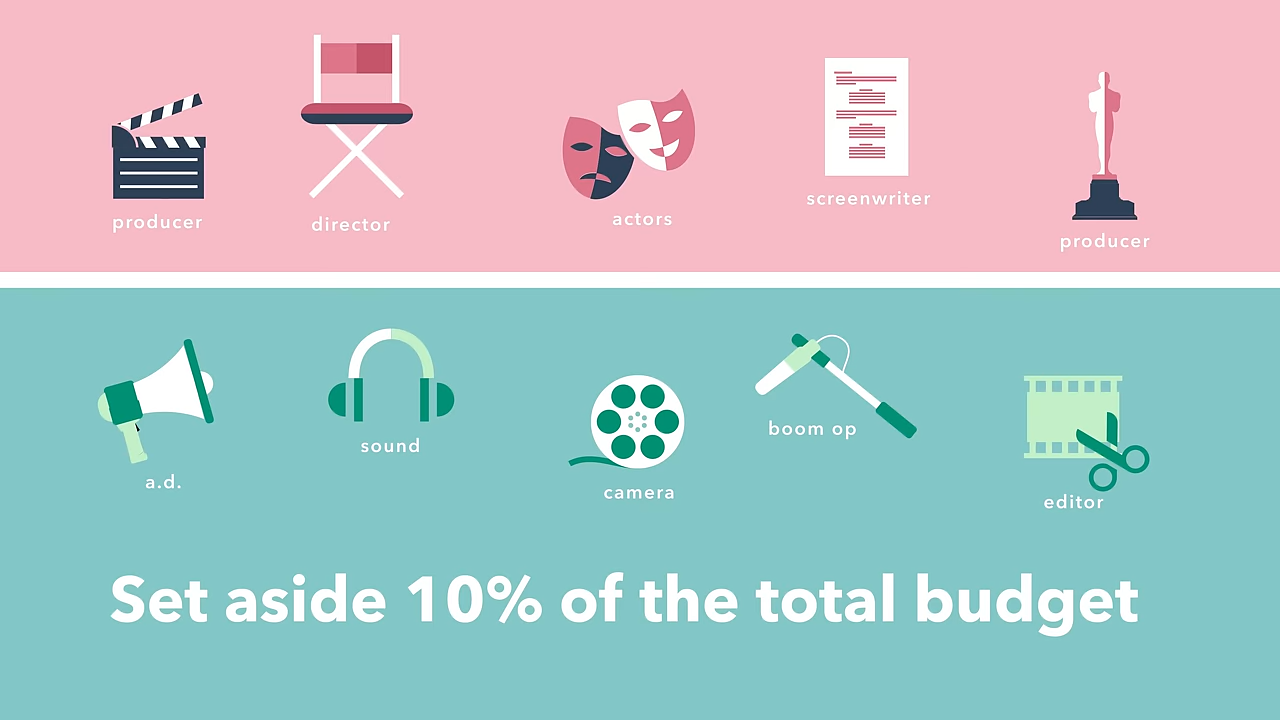 producer
director
actors
screenwriter
producer
a.d.
sound
camera
boom op
editor
Set aside 10% of the total budget